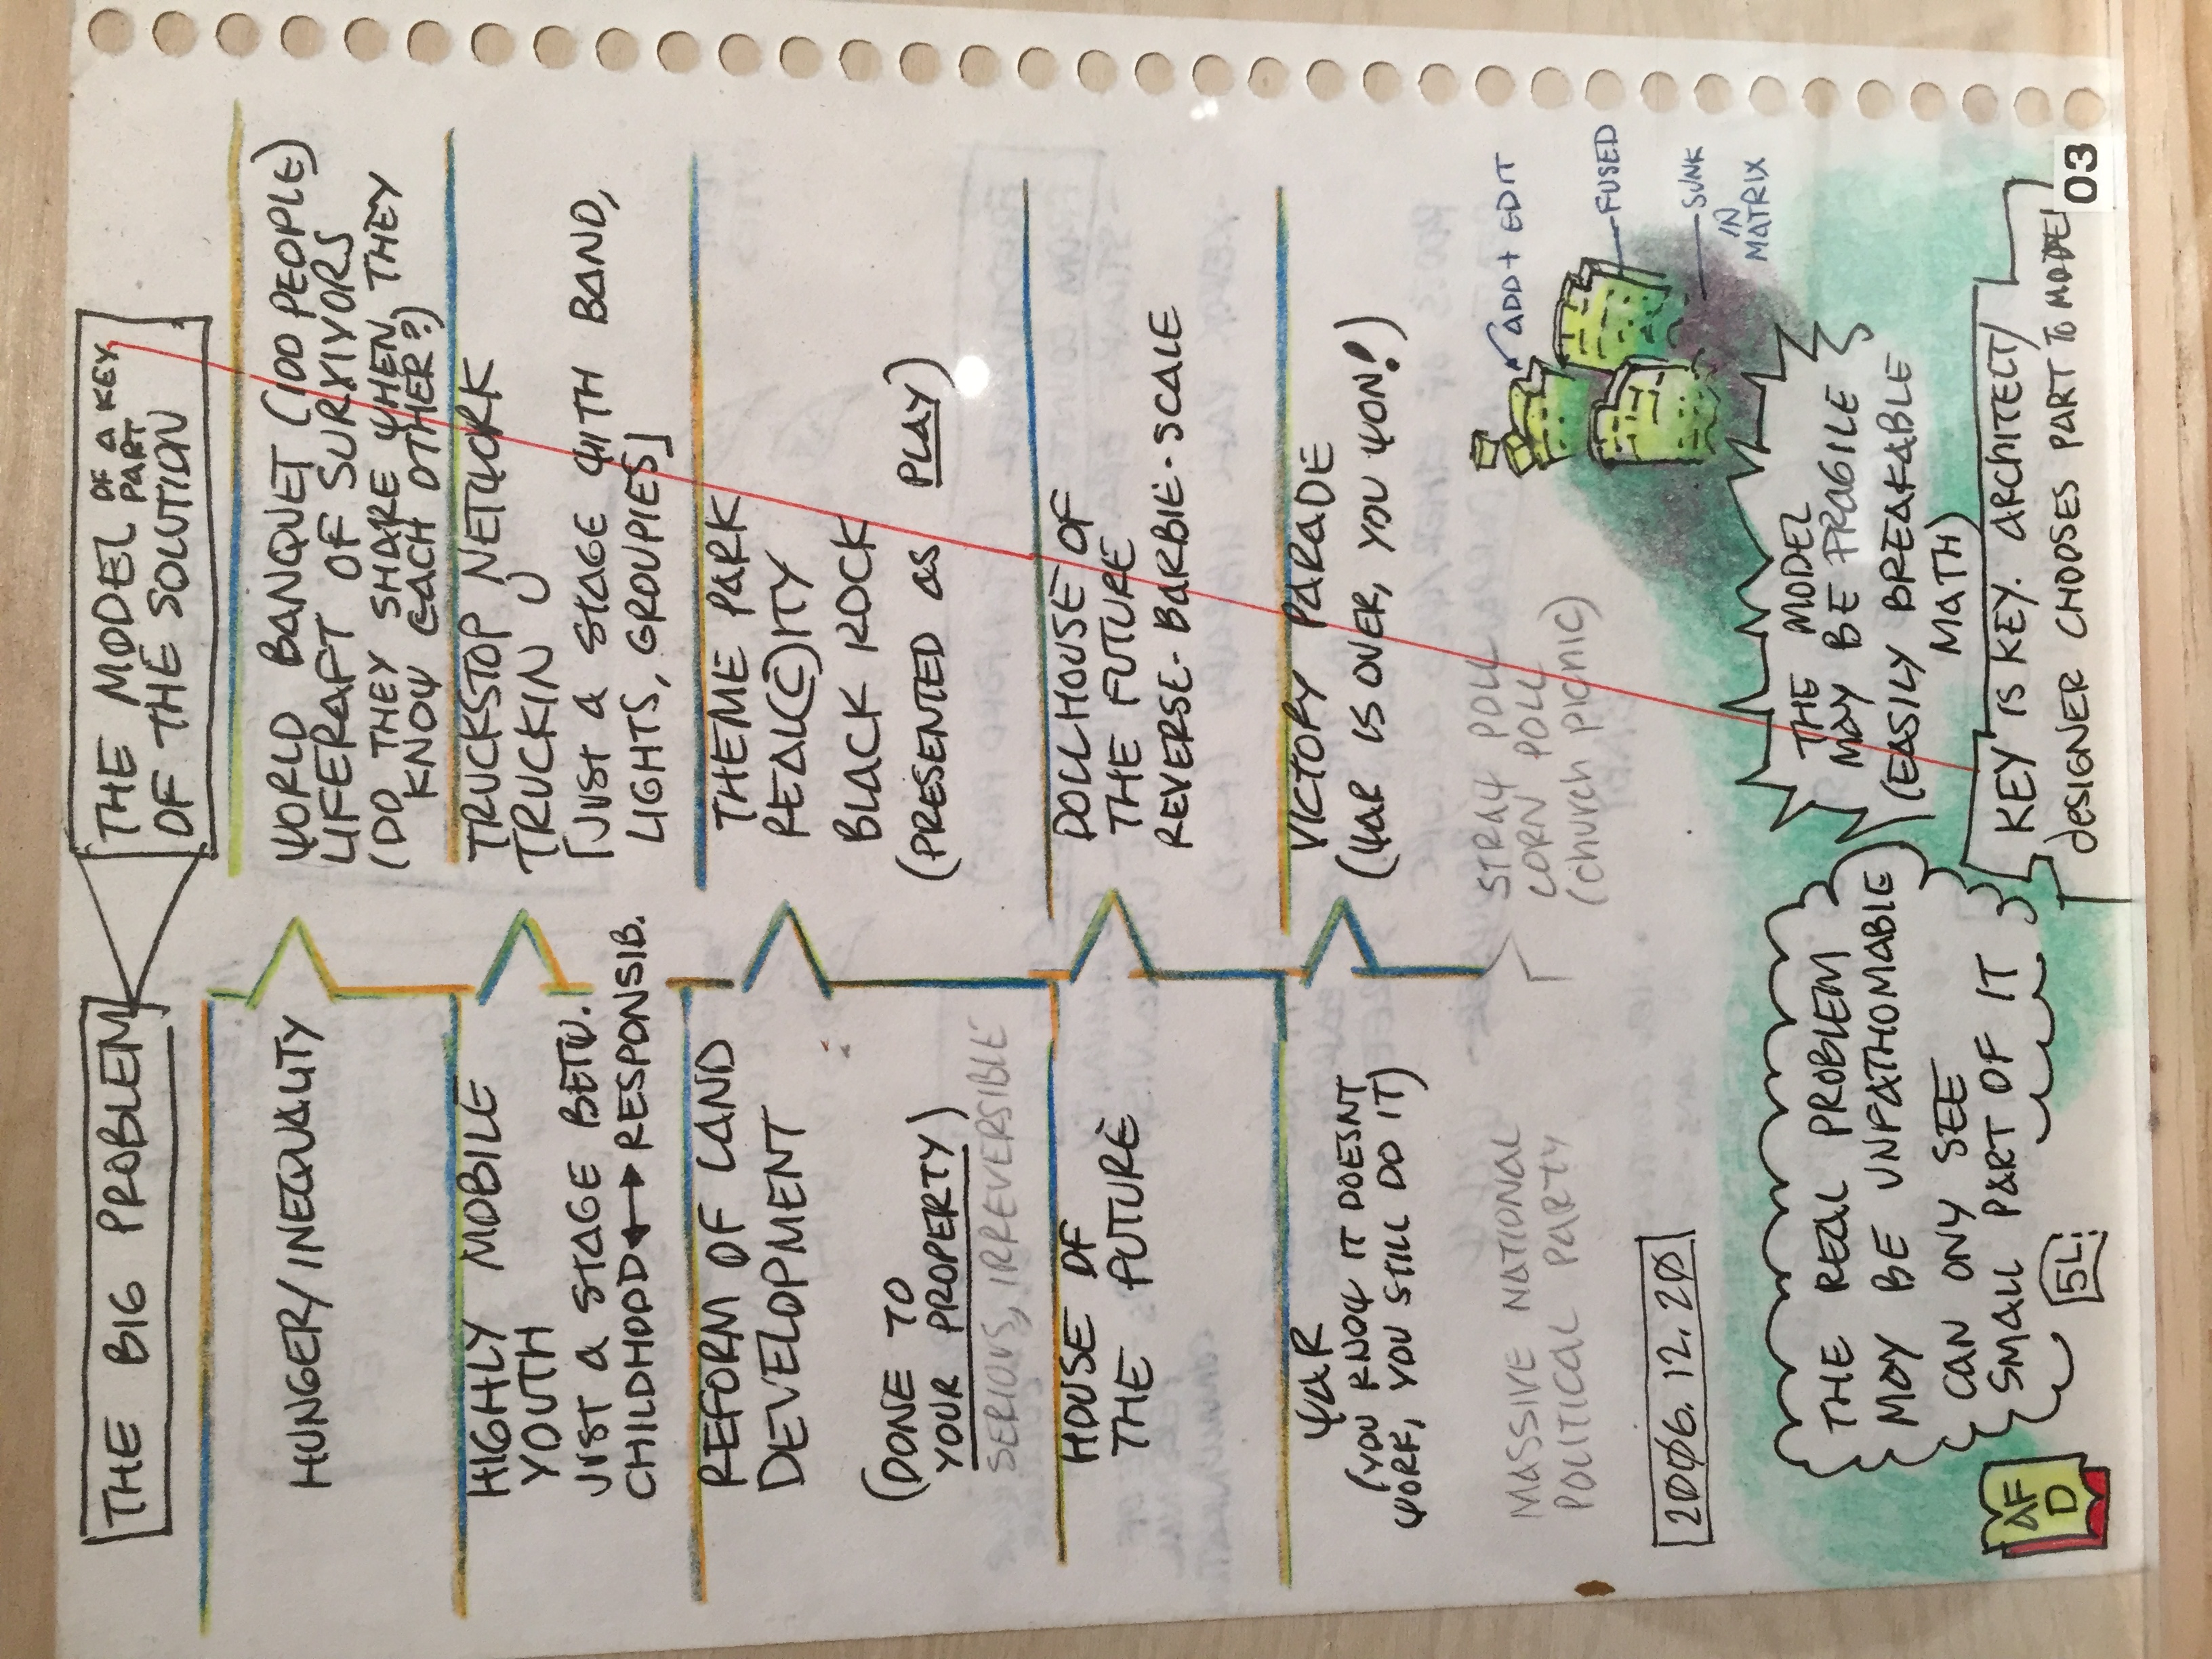 THE BIG PROBLEM
THE MODEL OF A KEY PART
OF THE SOLUTION
HUNGER/INEQUALITY
WORLD BANQUET (100 PEOPLE)
LIFERAFT OF SURVIVORS
(DO THEY SHARE WHEN THEY
KNOW EACH OTHER?)
HIGHLY MOBILE
YOUTH
JUST A STAGE BETW.
CHILDHOOD ↔ RESPONSIB.
TRUCKSTOP NETWORK
TRUCKIN U
[JUST A STAGE WITH BAND,
LIGHTS, GROUPIES]
REFORM OF LAND
DEVELOPMENT
(DONE TO
YOUR PROPERTY)
SERIOUS, IRREVERSIBLE
THEME PARK
REAL(C)ITY
BLACK ROCK
(PRESENTED AS PLAY)
HOUSE OF
THE FUTURE
DOLLHOUSE OF
THE FUTURE
REVERSE-BARBIE-SCALE
WAR
(YOU KNOW IT DOESNT
WORK, YOU STILL DO IT)
VICTORY PARADE
(WAR IS OVER, YOU WON!)
MASSIVE NATIONAL
POLITICAL PARTY
STRAW POLL
CORN POLL
(church picnic)
ADD + EDIT
FUSED
SUNK
IN
MATRIX
2006.12.20
THE REAL PROBLEM
MAY BE UNFATHOMABLE
CAN ONY SEE
SMALL PART OF IT
THE MODEL
MAY BE FRAGILE
(EASILY BREAKABLE
MATH)
KEY IS KEY. ARCHITECT/
designer CHOOSES PART TO MODEL
AF
D
5L
03